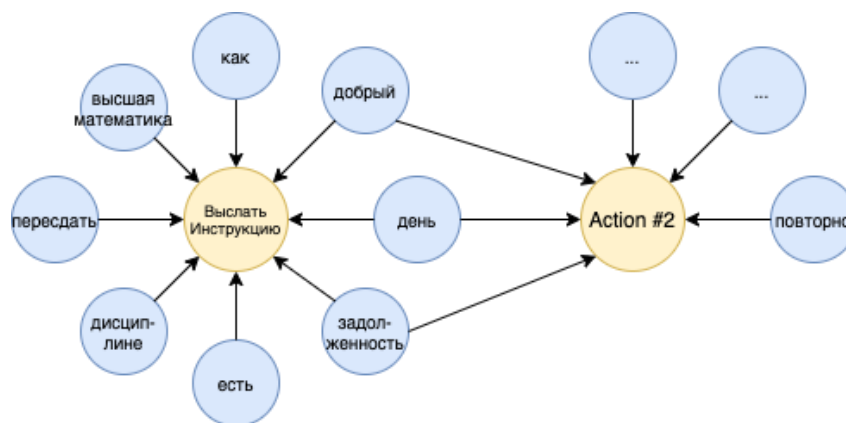 как
...
высшая
математика
добрый
...
пересдать
Выслать
Инструкцию
день
Action #2
повторно
дисцип-
лине
задол-
женность
есть